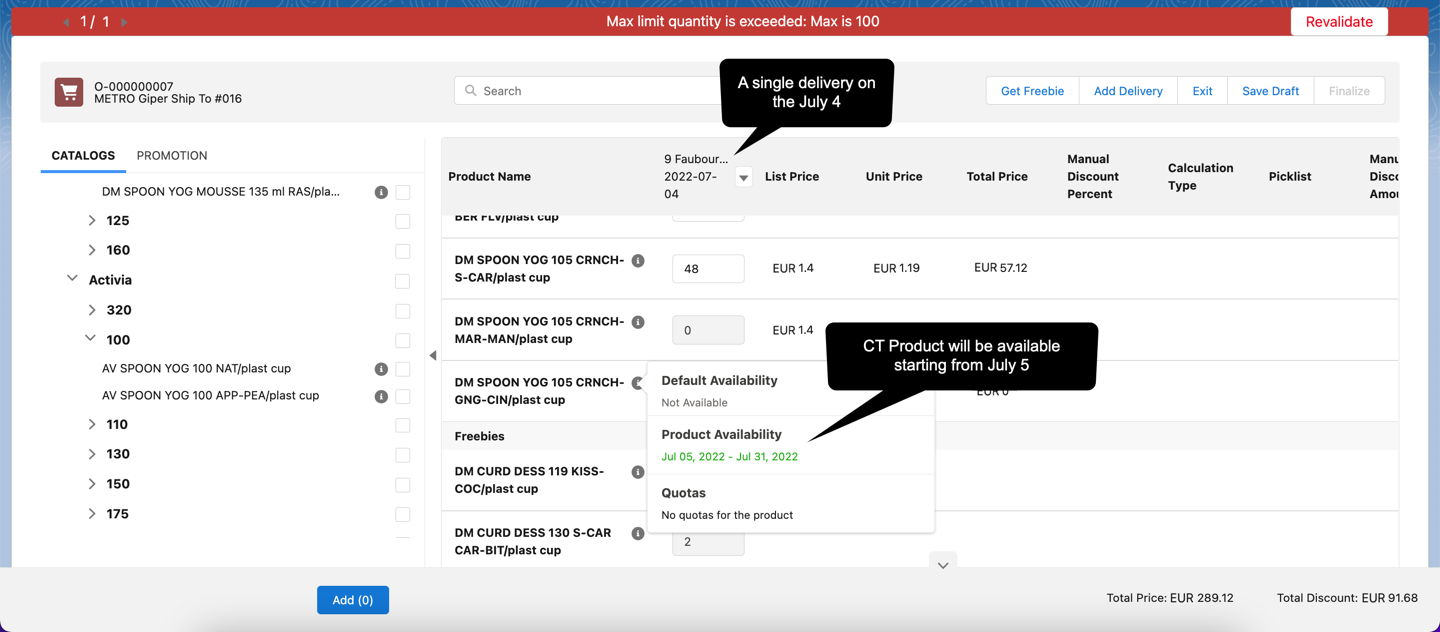 1 / 1
Max limit quantity is exceeded: Max is 100
Revalidate
O-000000007
METRO Giper Ship To #016
Search
A single delivery on
the July 4
Get Freebie
Add Delivery
Exit
Save Draft
Finalize
CATALOGS
PROMOTION
DM SPOON YOG MOUSSE 135 ml RAS/pla...
125
160
Activia
320
100
AV SPOON YOG 100 NAT/plast cup
AV SPOON YOG 100 APP-PEA/plast cup
110
130
150
175
Product Name
9 Faubour...
2022-07-
04
List Price
Unit Price
Total Price
Manual
Discount
Percent
Calculation
Type
Picklist
Manu
Disco
Amou
BER FLV/plast cup
DM SPOON YOG 105 CRNCH-
S-CAR/plast cup
48
EUR 1.4
EUR 1.19
EUR 57.12
DM SPOON YOG 105 CRNCH-
MAR-MAN/plast cup
0
EUR 1.4
CT Product will be available
starting from July 5
DM SPOON YOG 105 CRNCH-
GNG-CIN/plast cup
EUR 0
Default Availability
Not Available
Product Availability
Jul 05, 2022 - Jul 31, 2022
Quotas
No quotas for the product
Freebies
DM CURD DESS 119 KISS-
COC/plast cup
DM CURD DESS 130 S-CAR
CAR-BIT/plast cup
2
Add (0)
Total Price: EUR 289.12
Total Discount: EUR 91.68